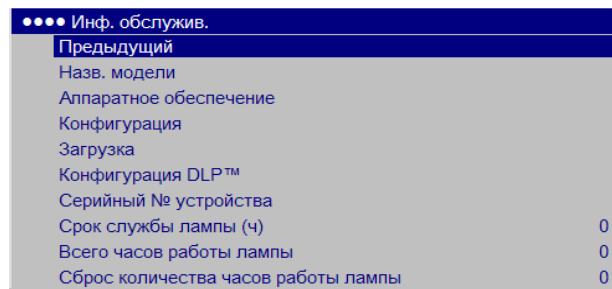 ●●●● Инф. обслужив.
Предыдущий
Назв. модели
Аппаратное обеспечение
Конфигурация
Загрузка
Конфигурация DLP™
Серийный № устройства
Срок службы лампы (ч) 0
Всего часов работы лампы 0
Сброс количества часов работы лампы 0